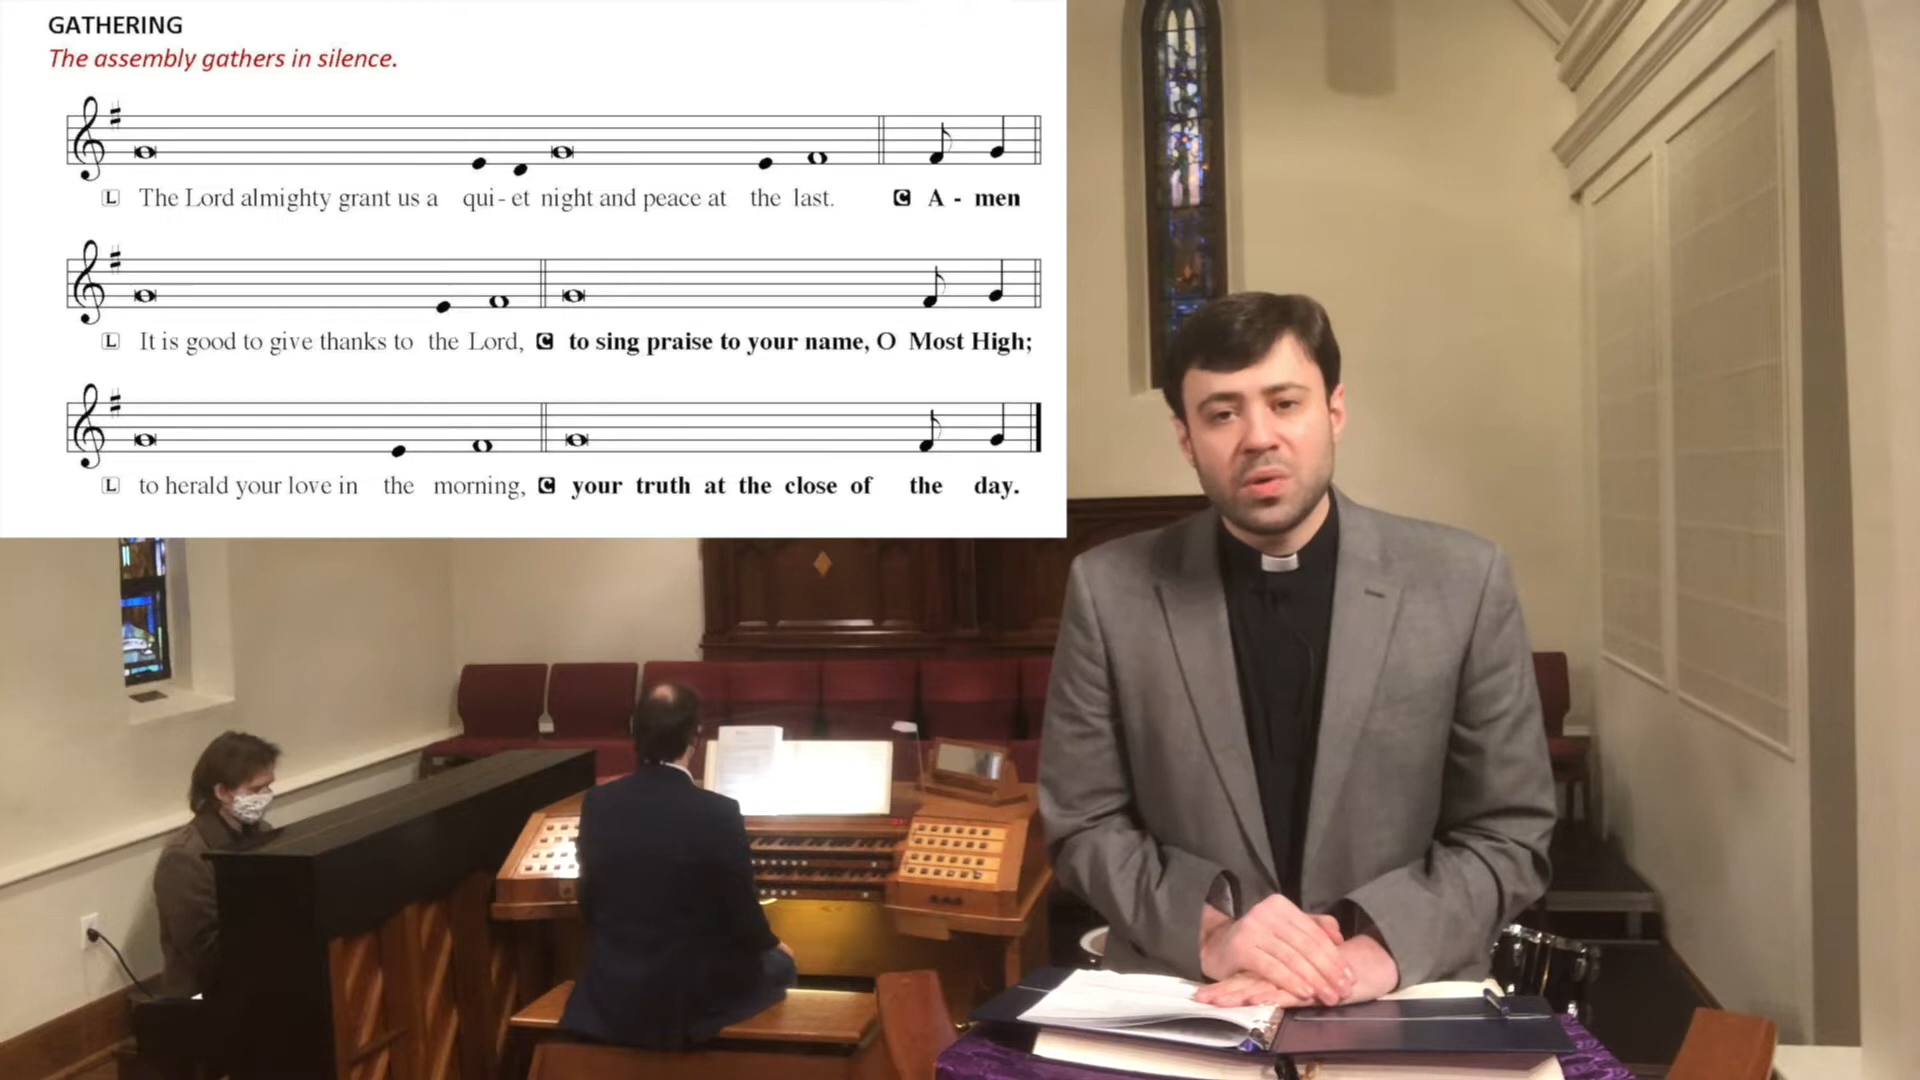 GATHERING
The assembly gathers in silence.
L The Lord almighty grant us a qui - et night and peace at the last. C A - men
L It is good to give thanks to the Lord, C to sing praise to your name, O Most High;
L to herald your love in the morning, C your truth at the close of the day.